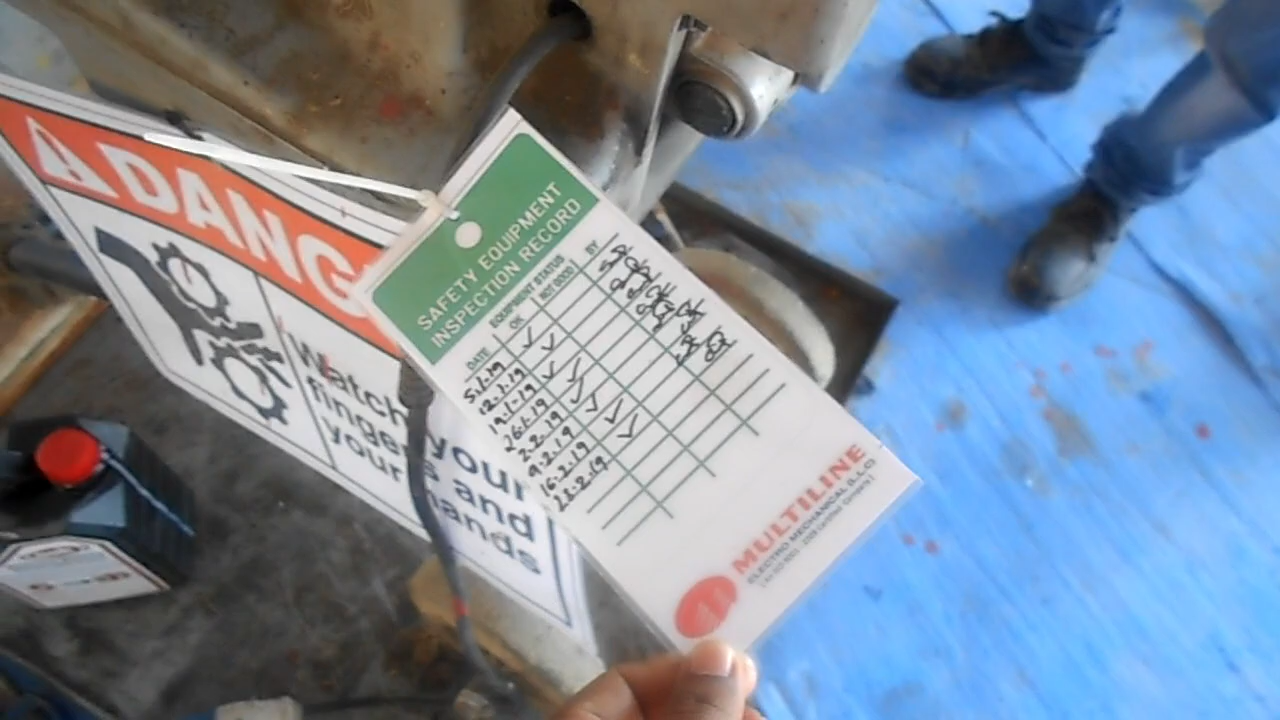 DANG
Watch your
fingers and
your hands
SAFETY EQUIPMENT
INSPECTION RECORD
DATE
EQUIPMENT STATUS
OK
NOT GOOD
BY
5.1.19
12.1.19
19.1.19
26.1.19
2.2.19
9.2.19
16.2.19
23.2.19
MULTILINE
ELECTRO MECHANICAL (L.L.C)